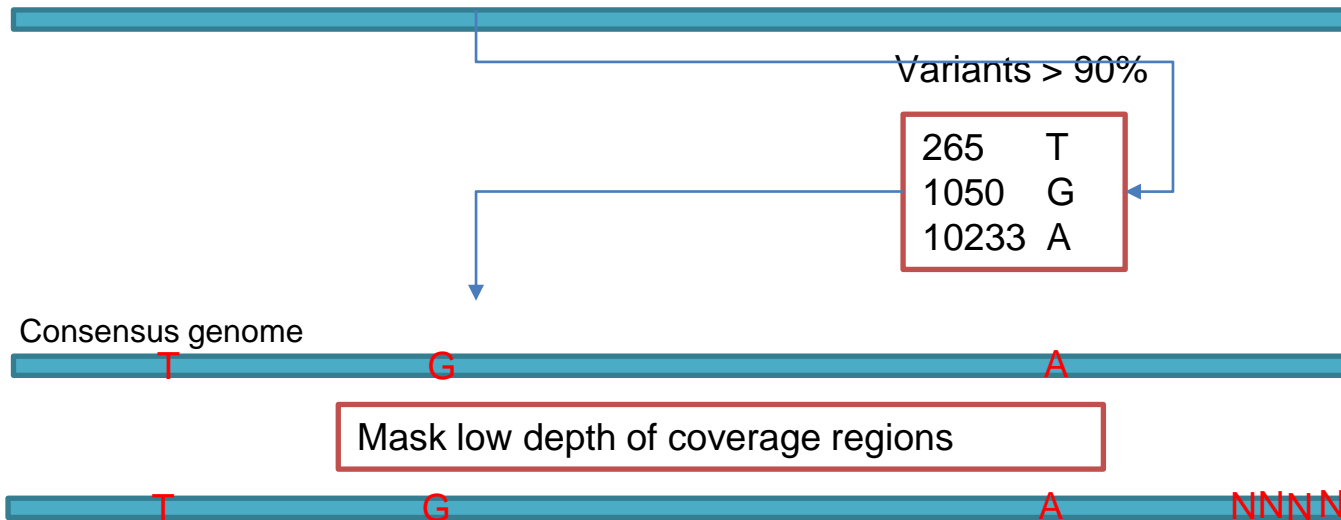 Variants > 90%
265 T
1050 G
10233 A
Consensus genome
T G A
Mask low depth of coverage regions
T G A NNNN